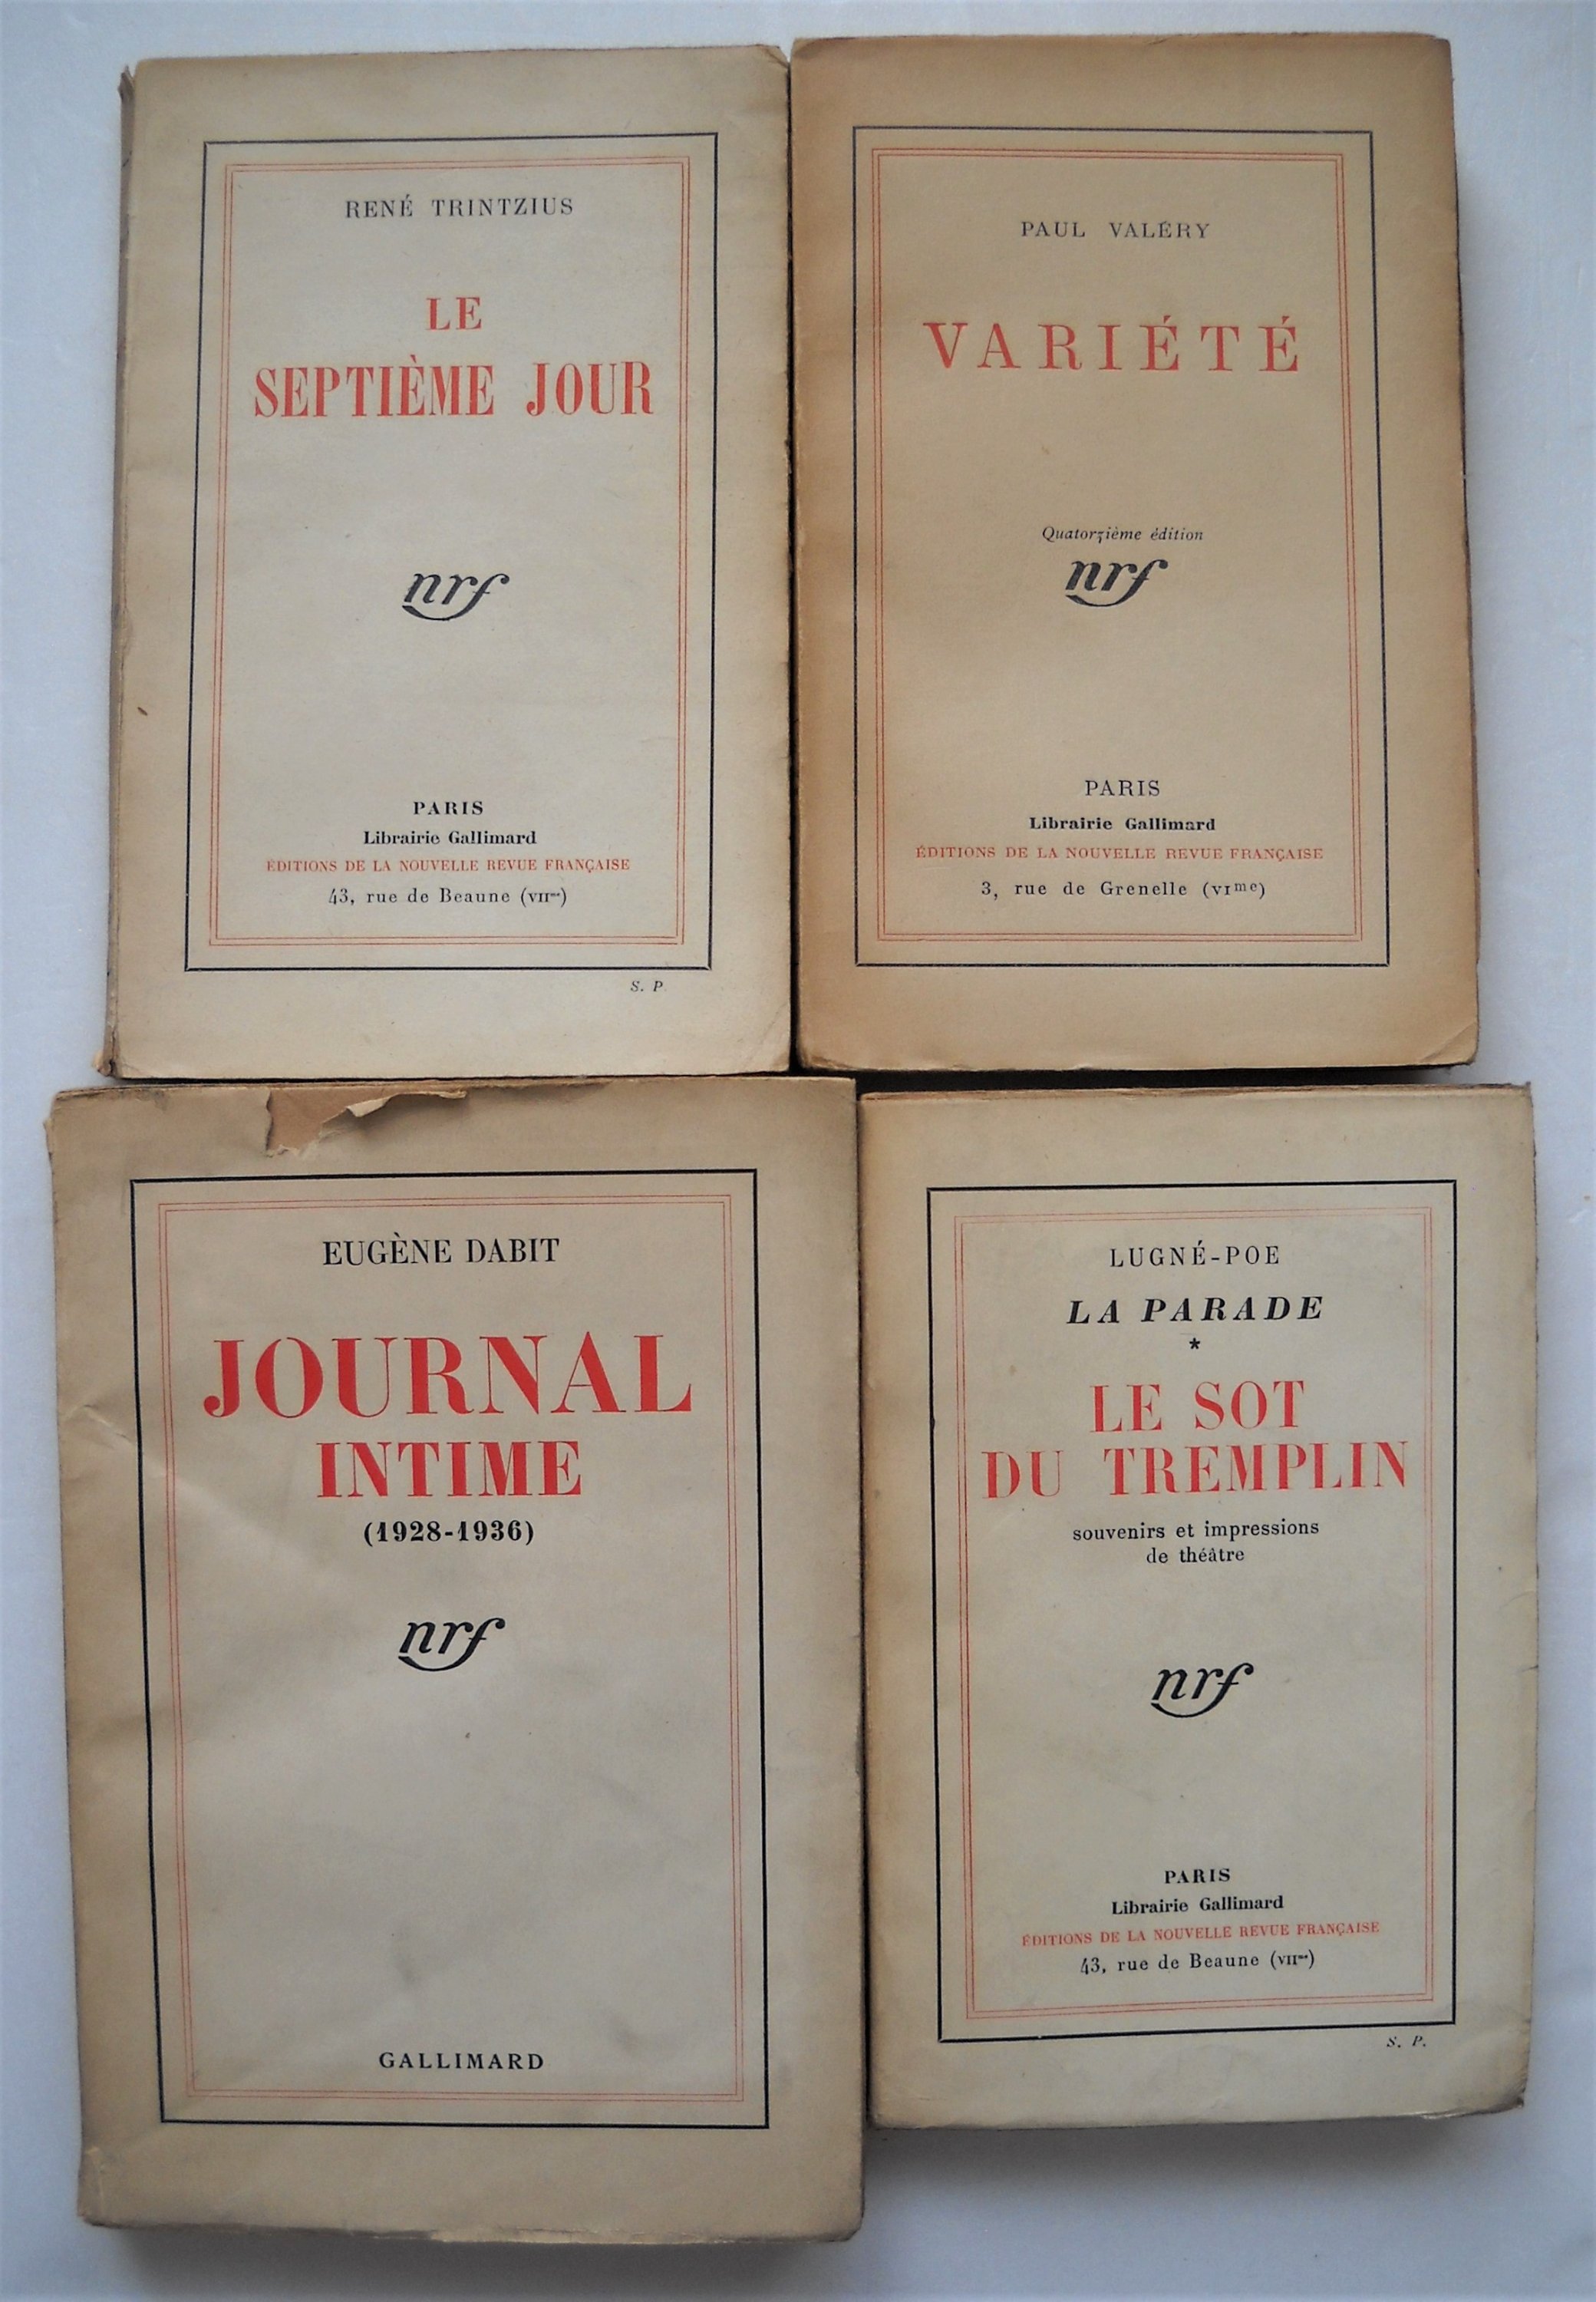 RENÉ TRINTZIUS
LE
SEPTIÈME JOUR
nrf
PARIS
Librairie Gallimard
ÉDITIONS DE LA NOUVELLE REVUE FRANÇAISE
43, rue de Beaune (VIIme)
S. P.
PAUL VALÉRY
VARIÉTÉ
Quatorzième édition
nrf
PARIS
Librairie Gallimard
ÉDITIONS DE LA NOUVELLE REVUE FRANÇAISE
3, rue de Grenelle (VIme)
EUGÈNE DABIT
JOURNAL
INTIME
(1928-1936)
nrf
GALLIMARD
LUGNÉ-POE
LA PARADE
*
LE SOT
DU TREMPLIN
souvenirs et impressions
de théâtre
nrf
PARIS
Librairie Gallimard
ÉDITIONS DE LA NOUVELLE REVUE FRANÇAISE
43, rue de Beaune (VIIme)
S. P.